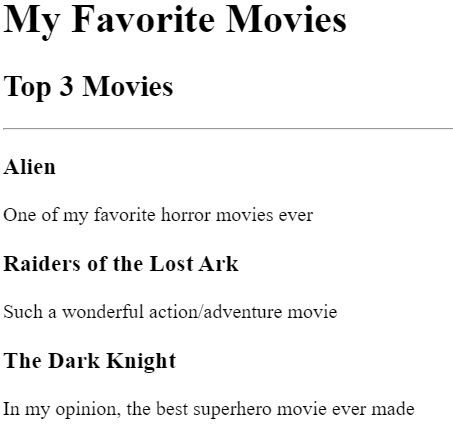 My Favorite Movies
Top 3 Movies
Alien
One of my favorite horror movies ever
Raiders of the Lost Ark
Such a wonderful action/adventure movie
The Dark Knight
In my opinion, the best superhero movie ever made